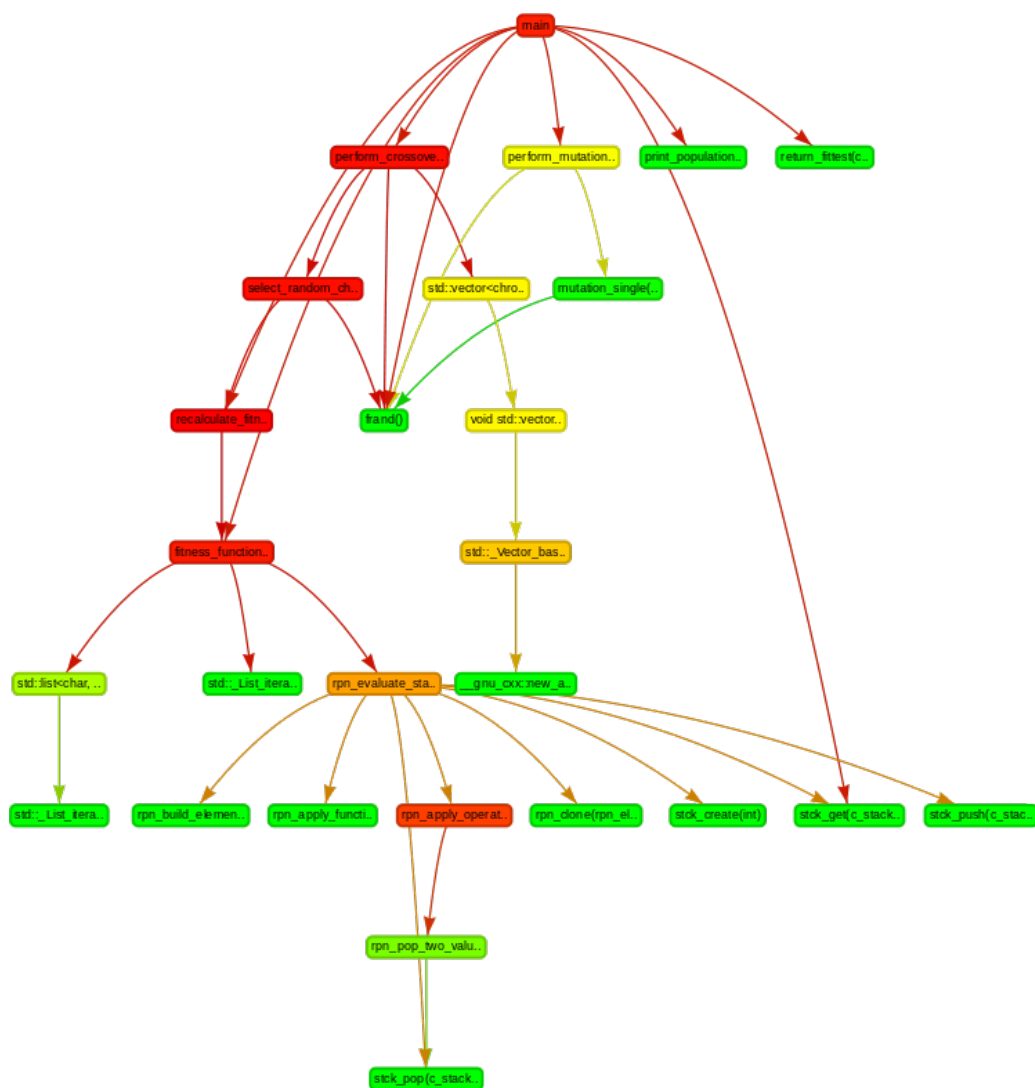 main
perform_crossove..
perform_mutation..
print_population..
return_fittest(c..
select_random_ch..
std::vector<chro..
mutation_single(..
recalculate_fitn..
frand()
void std::vector..
fitness_function..
std::_Vector_bas..
std::list<char, ..
std::_List_itera..
rpn_evaluate_sta..
__gnu_cxx::new_a..
std::_List_itera..
rpn_build_elemen..
rpn_apply_functi..
rpn_apply_operat..
rpn_clone(rpn_el..
stck_create(int)
stck_get(c_stack..
stck_push(c_stac..
rpn_pop_two_valu..
stck_pop(c_stack..